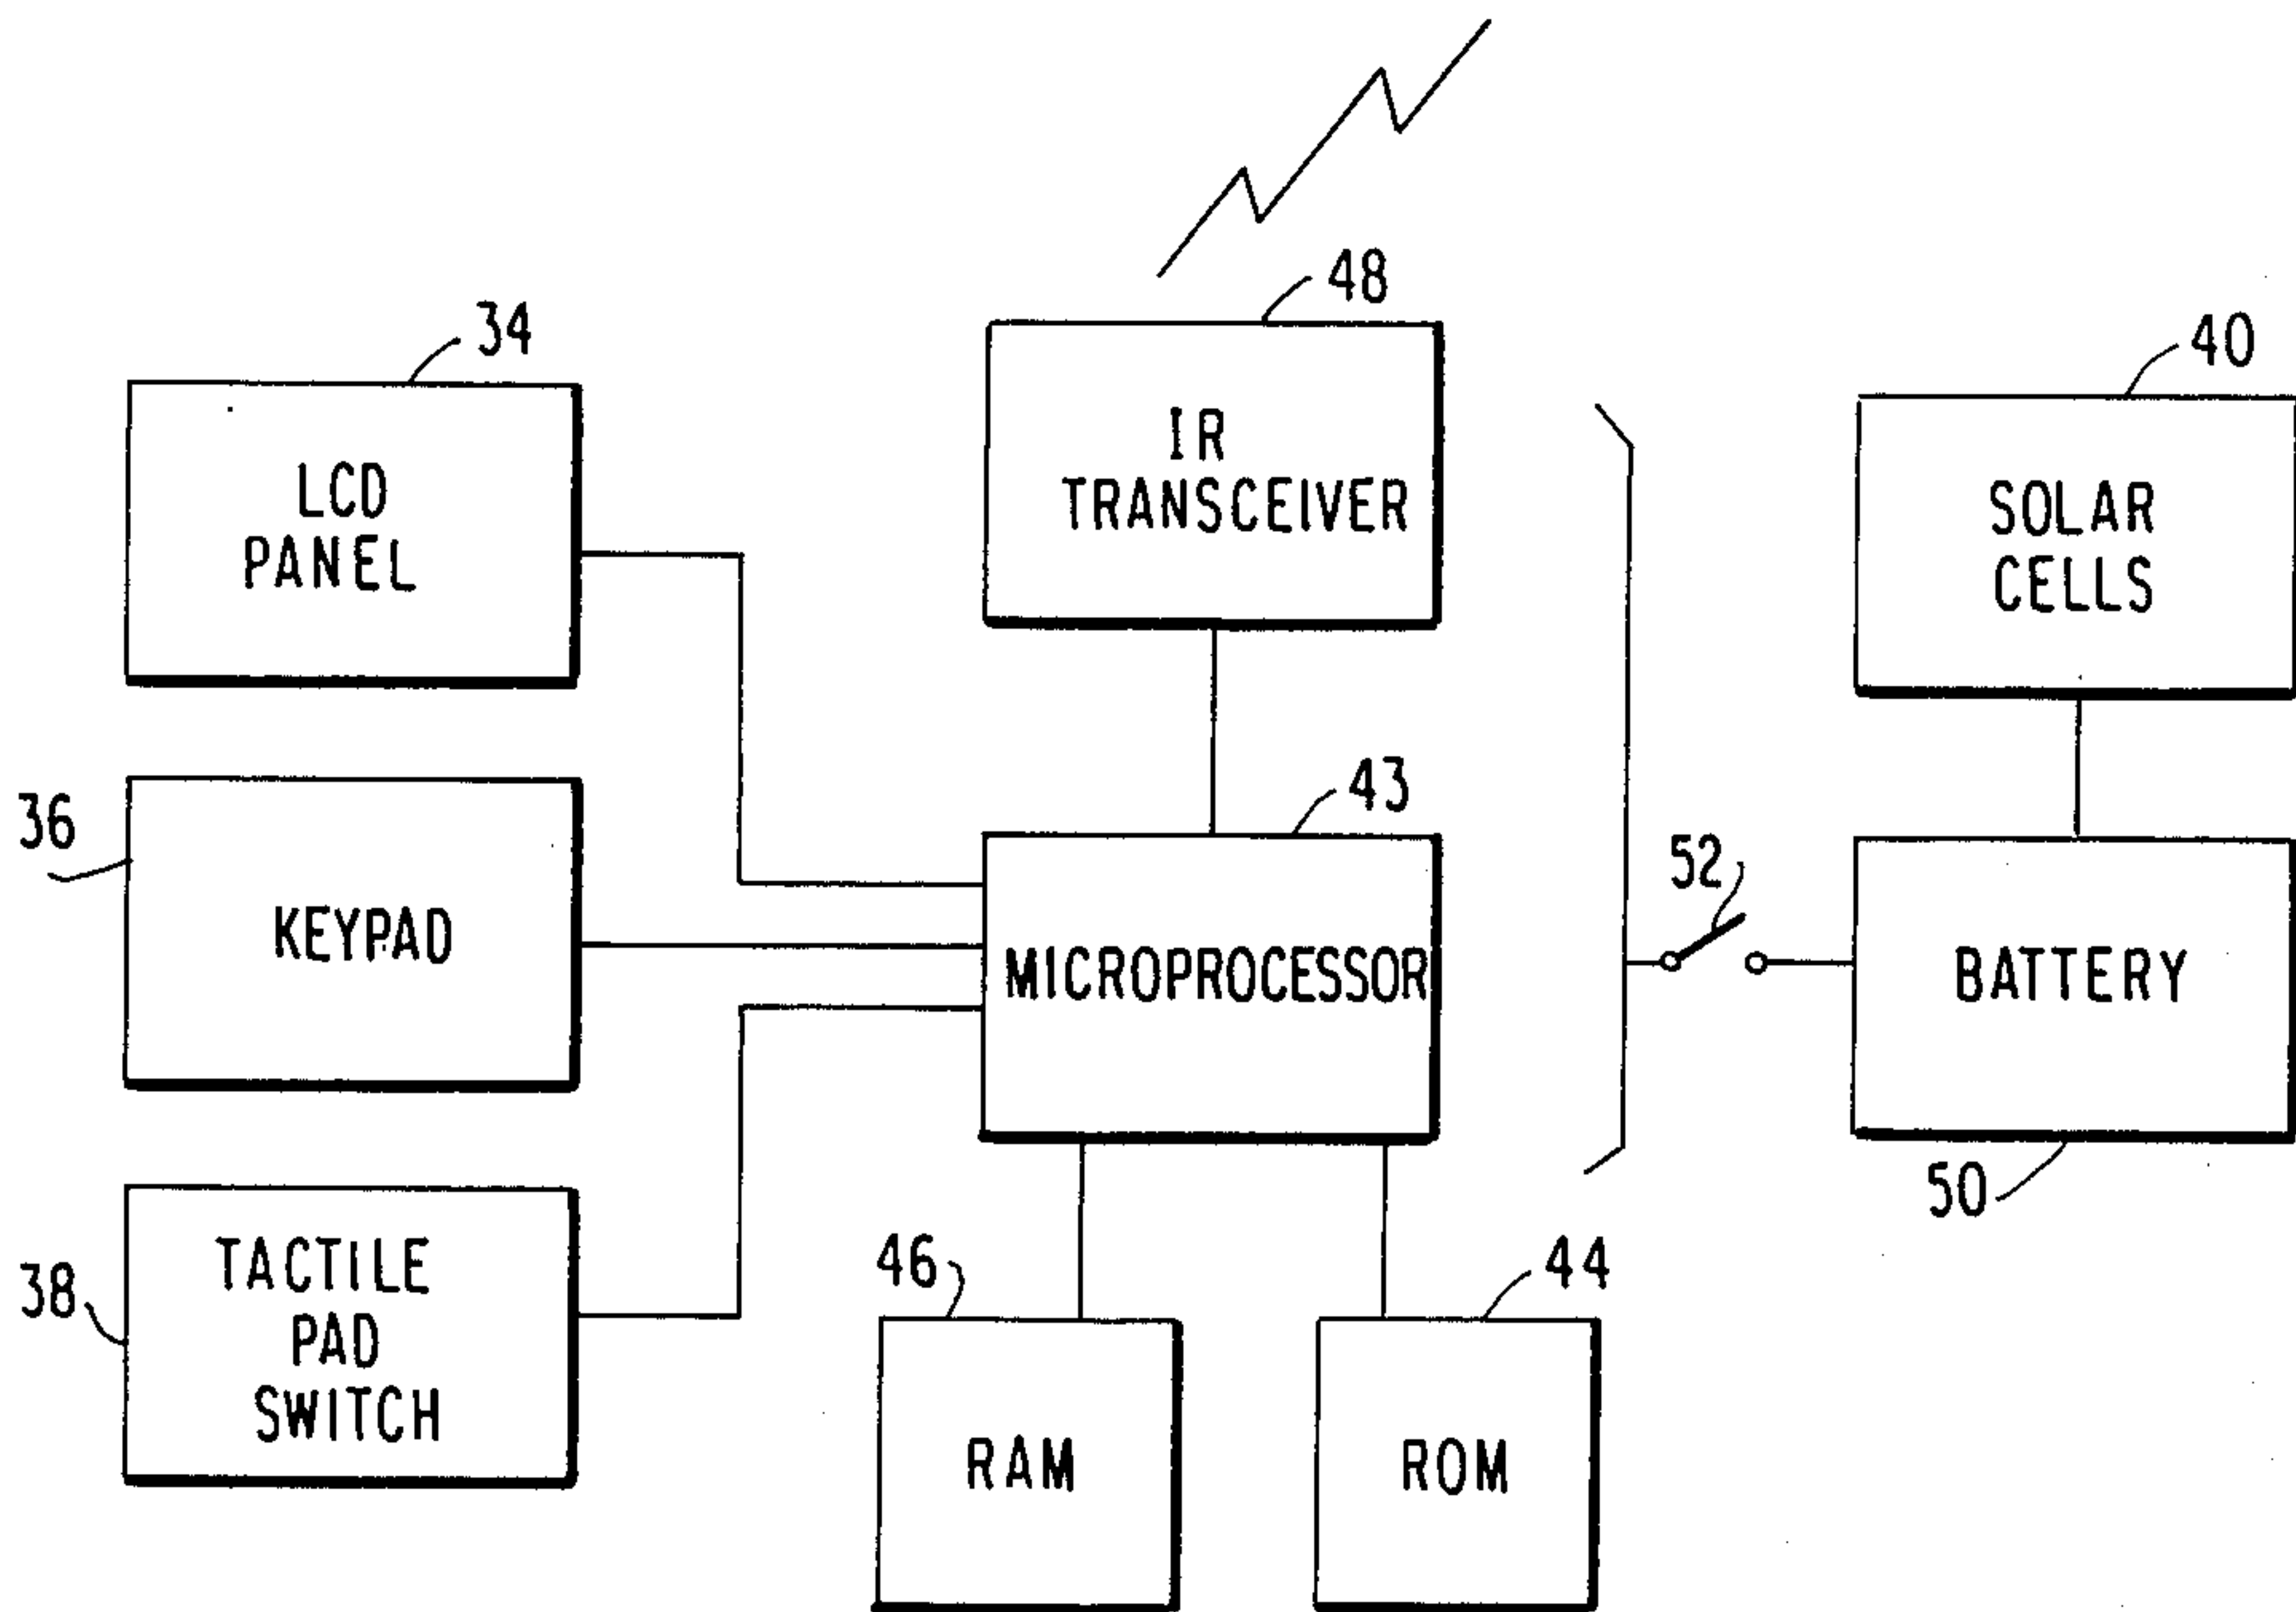 48
34
40
IR
TRANSCEIVER
LCD
PANEL
SOLAR
CELLS
43
36
52
KEYPAD
MICROPROCESSOR
BATTERY
50
38
TACTILE
PAD
SWITCH
46
44
RAM
ROM